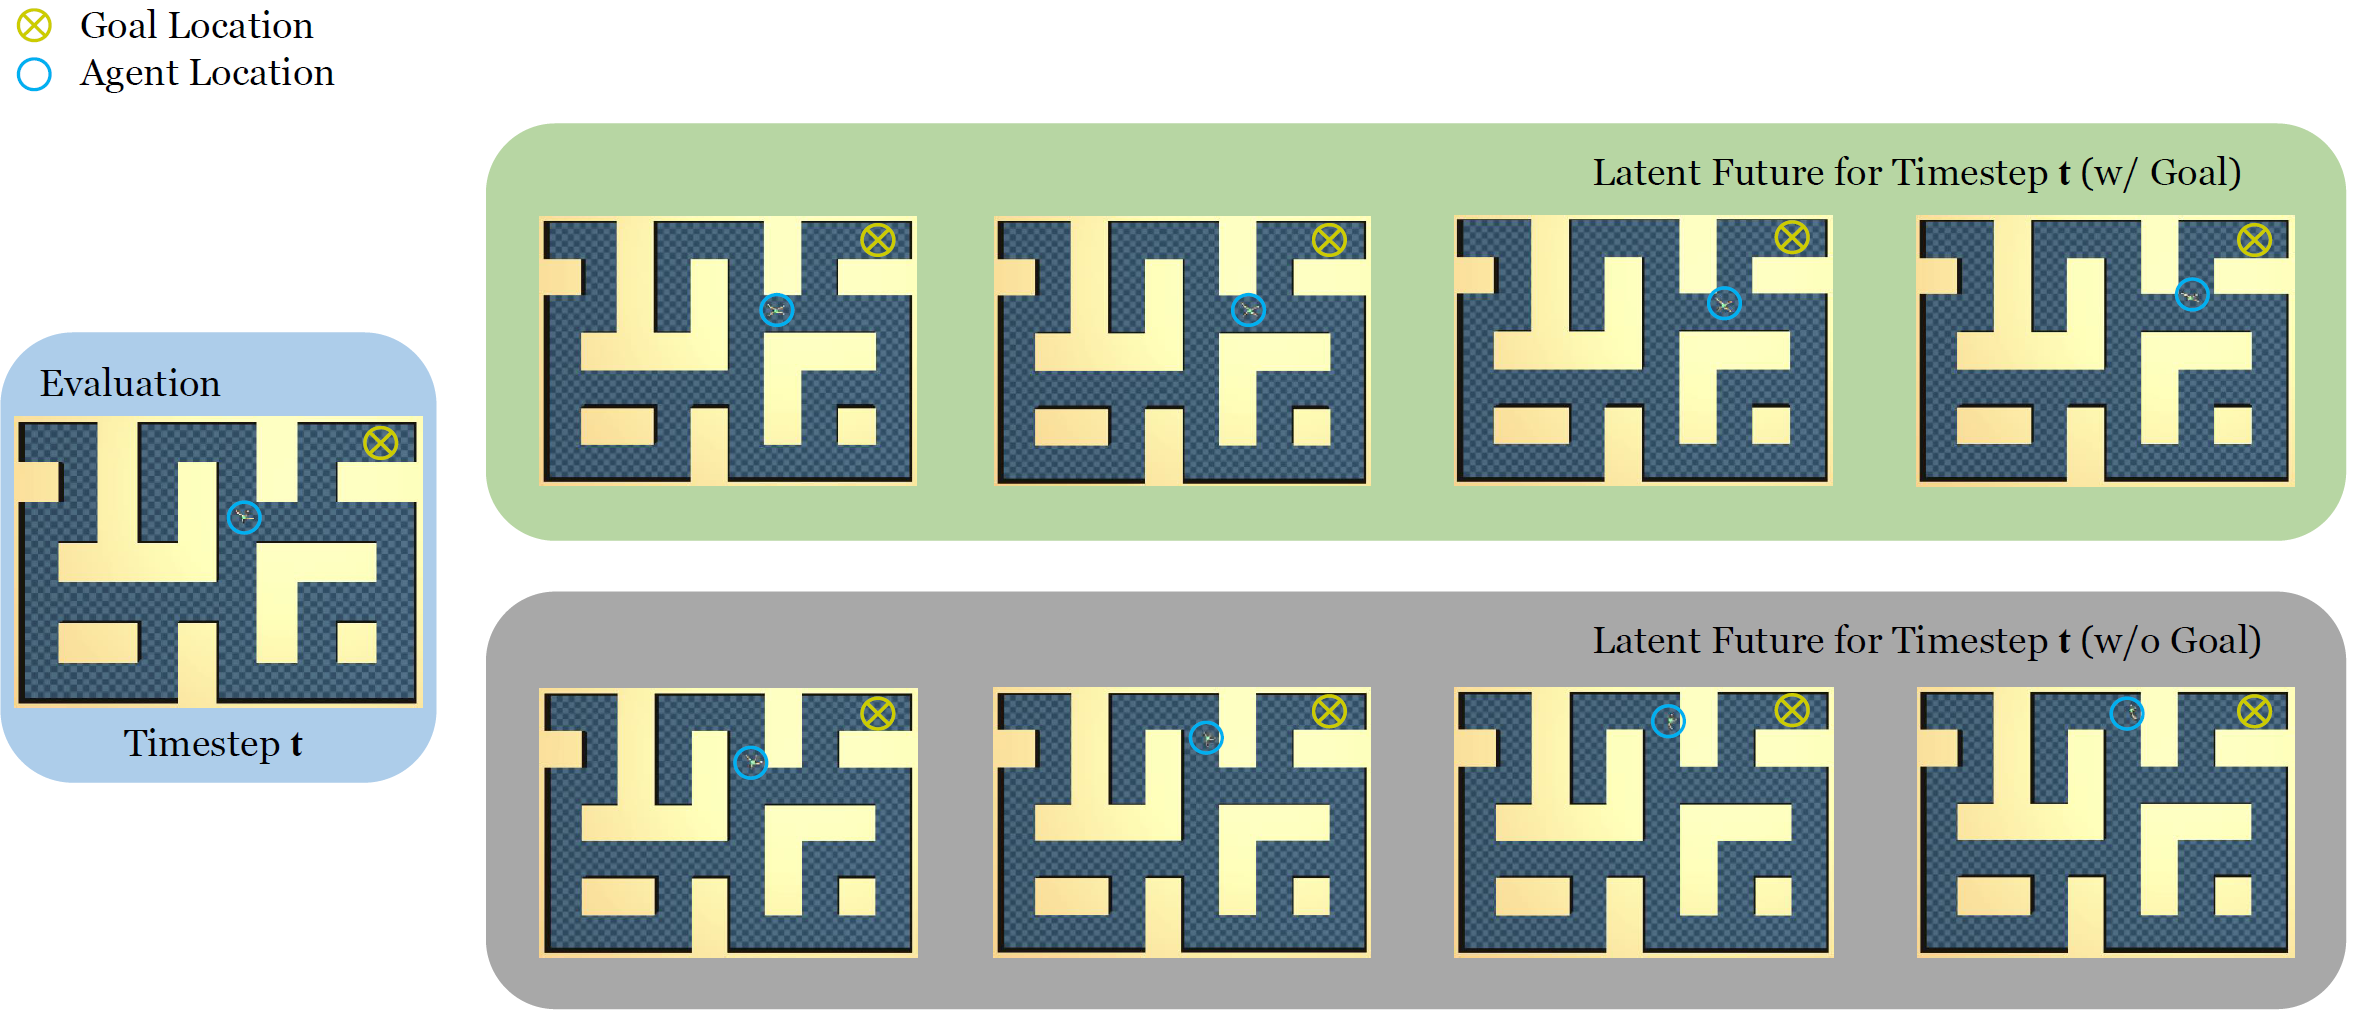 Goal Location
Agent Location
Latent Future for Timestep t (w/ Goal)
Evaluation
Timestep t
Latent Future for Timestep t (w/o Goal)